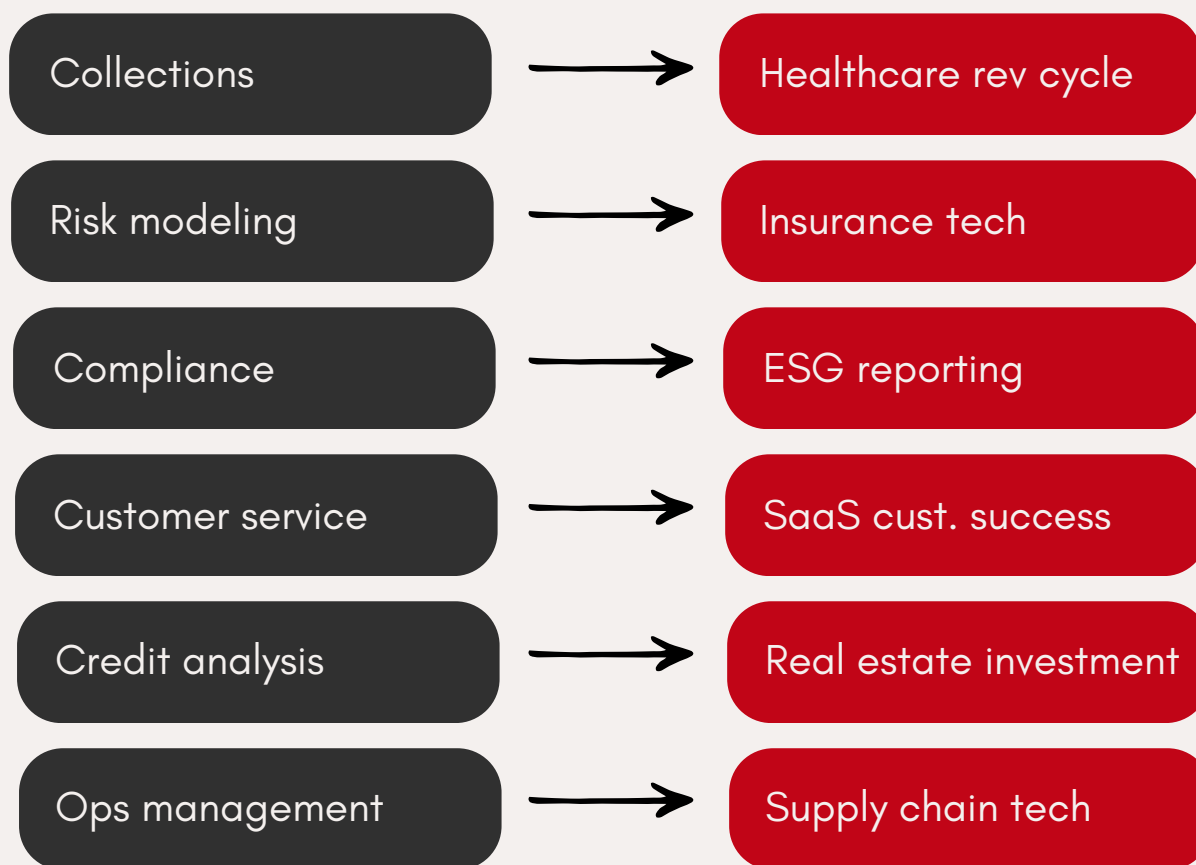 Collections
Healthcare rev cycle
Risk modeling
Insurance tech
Compliance
ESG reporting
Customer service
SaaS cust. success
Credit analysis
Real estate investment
Ops management
Supply chain tech